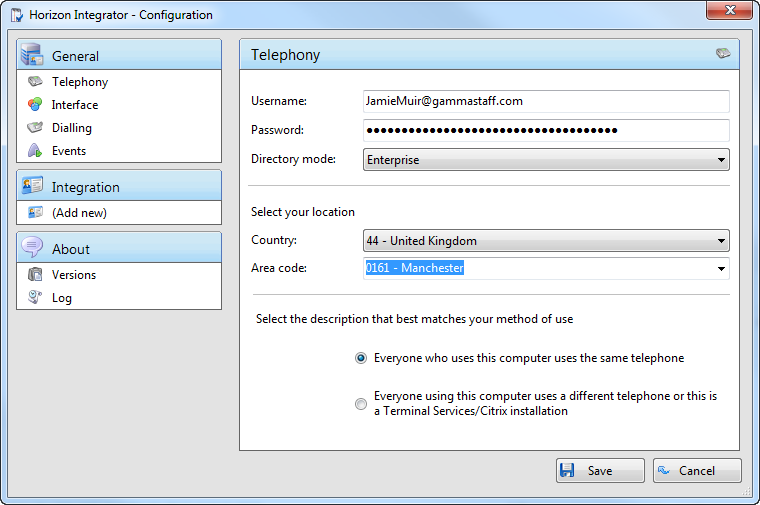 Horizon Integrator - Configuration
General
Telephony
Interface
Dialling
Events
Integration
(Add new)
About
Versions
Log
Telephony
Username: JamieMuir@gammastaff.com
Password: ●●●●●●●●●●●●●●●●●●●●●●●●●●●●●●●●●●●●
Directory mode: Enterprise
Select your location
Country: 44 - United Kingdom
Area code: 0161 - Manchester
Select the description that best matches your method of use
Everyone who uses this computer uses the same telephone
Everyone using this computer uses a different telephone or this is
a Terminal Services/Citrix installation
Save Cancel